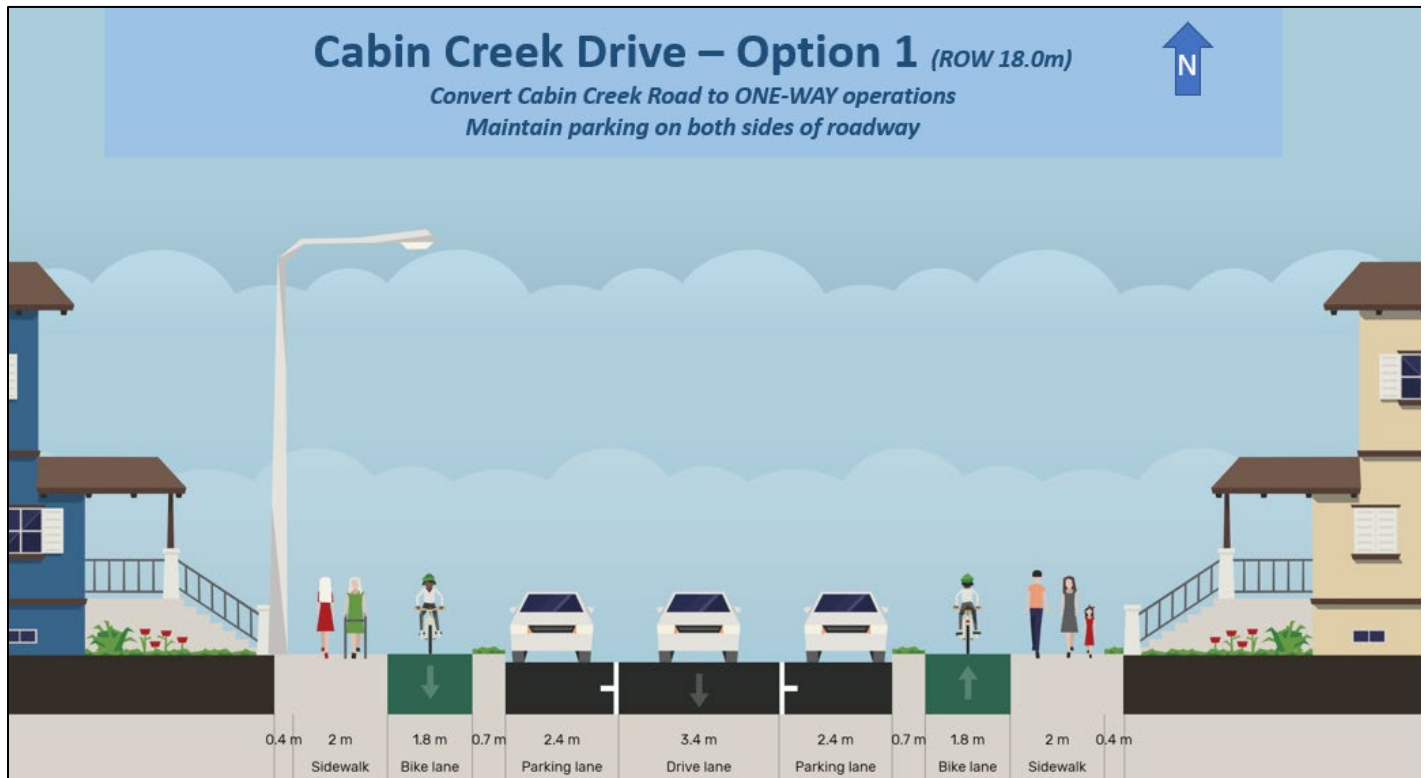 Cabin Creek Drive – Option 1 (ROW 18.0m)
N
Convert Cabin Creek Road to ONE-WAY operations
Maintain parking on both sides of roadway
0.4 m 2 m 1.8 m 0.7 m 2.4 m 3.4 m 2.4 m 0.7 m 1.8 m 2 m 0.4 m
Sidewalk Bike lane Parking lane Drive lane Parking lane Bike lane Sidewalk